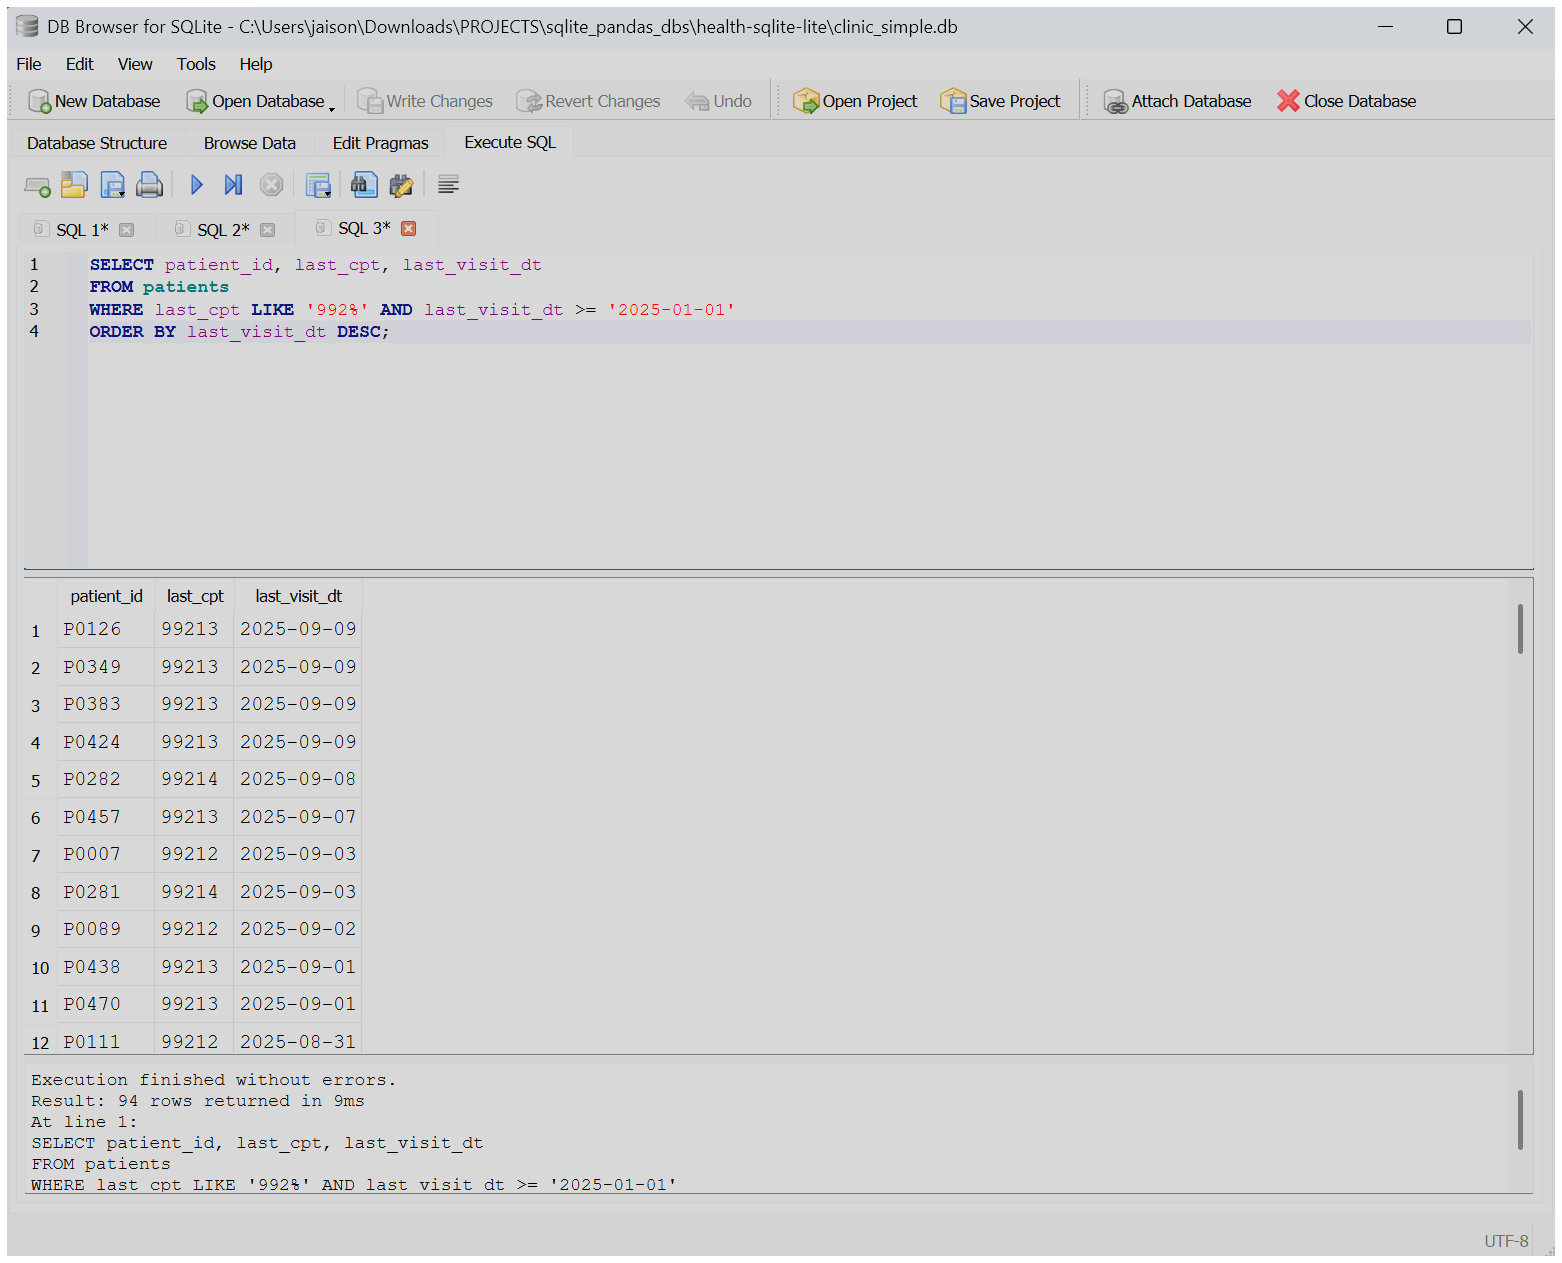 DB Browser for SQLite - C:\Users\jaison\Downloads\PROJECTS\sqlite_pandas_dbs\health-sqlite-lite\clinic_simple.db
File Edit View Tools Help
New Database Open Database Write Changes Revert Changes Undo Open Project Save Project Attach Database Close Database
Database Structure Browse Data Edit Pragmas Execute SQL
SQL 1* SQL 2* SQL 3*
1 SELECT patient_id, last_cpt, last_visit_dt
2 FROM patients
3 WHERE last_cpt LIKE '992%' AND last_visit_dt >= '2025-01-01'
4 ORDER BY last_visit_dt DESC;
patient_id last_cpt last_visit_dt
1 P0126 99213 2025-09-09
2 P0349 99213 2025-09-09
3 P0383 99213 2025-09-09
4 P0424 99213 2025-09-09
5 P0282 99214 2025-09-08
6 P0457 99213 2025-09-07
7 P0007 99212 2025-09-03
8 P0281 99214 2025-09-03
9 P0089 99212 2025-09-02
10 P0438 99213 2025-09-01
11 P0470 99213 2025-09-01
12 P0111 99212 2025-08-31
Execution finished without errors.
Result: 94 rows returned in 9ms
At line 1:
SELECT patient_id, last_cpt, last_visit_dt
FROM patients
WHERE last_cpt LIKE '992%' AND last_visit_dt >= '2025-01-01'
UTF-8